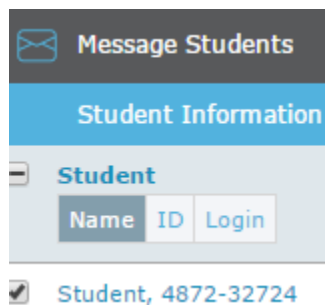 Message Students
Student Information
Student
Name ID Login
Student, 4872-32724